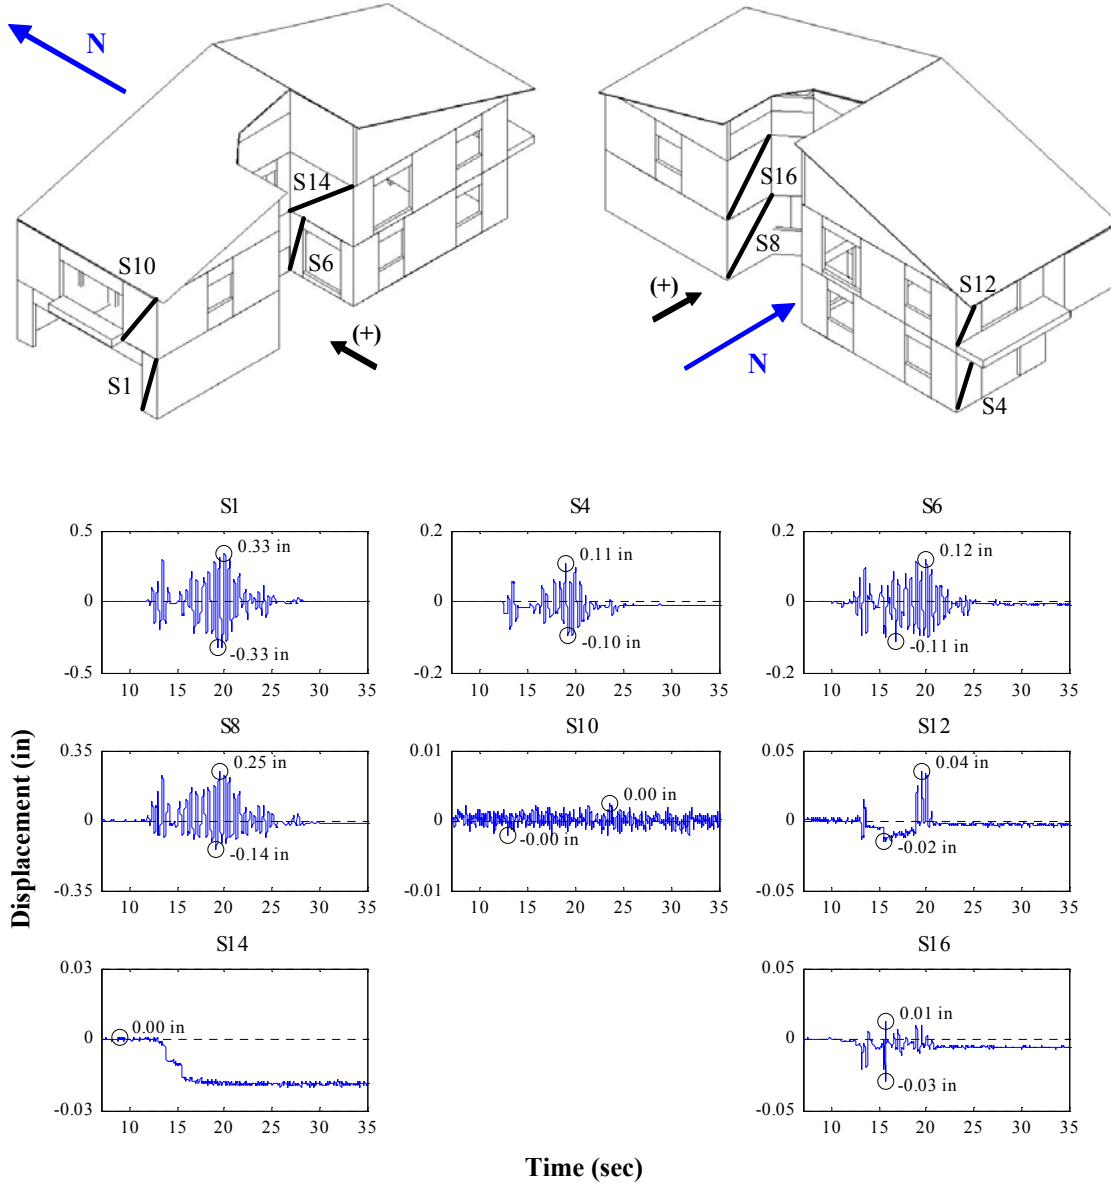 N
S14
S10
S6
(+)
S1
S16
S8
S12
(+)
N
S4
S1
0.5
0
-0.5
0.33 in
-0.33 in
10 15 20 25 30 35
S4
0.2
0
-0.2
0.11 in
-0.10 in
10 15 20 25 30 35
S6
0.2
0
-0.2
0.12 in
-0.11 in
10 15 20 25 30 35
Displacement (in)
S8
0.35
0
-0.35
0.25 in
-0.14 in
10 15 20 25 30 35
S10
0.01
0
-0.01
0.00 in
-0.00 in
10 15 20 25 30 35
S12
0.05
0
-0.05
0.04 in
-0.02 in
10 15 20 25 30 35
S14
0.03
0
-0.03
0.00 in
10 15 20 25 30 35
S16
0.05
0
-0.05
0.01 in
-0.03 in
10 15 20 25 30 35
Time (sec)